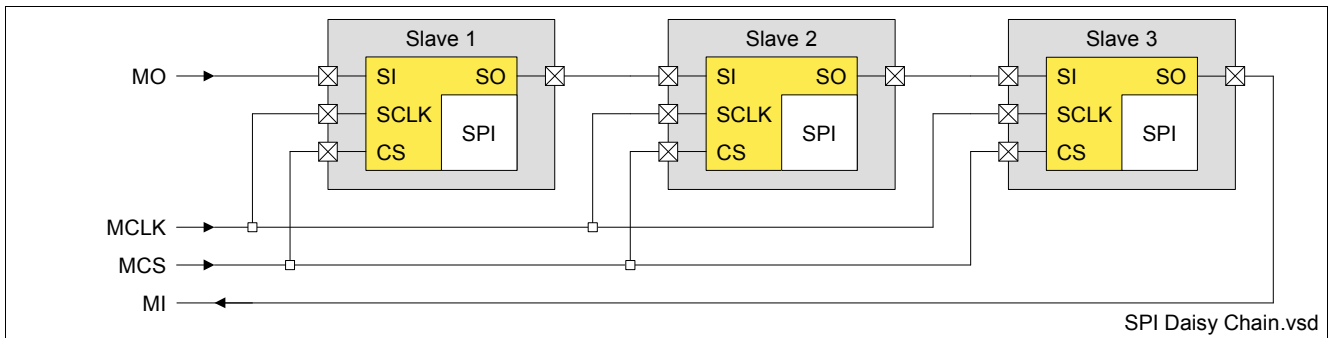 Slave 1 Slave 2 Slave 3
MO SI SO SI SO SI SO
SCLK SCLK SCLK
SPI SPI SPI
CS CS CS
MCLK
MCS
MI
SPI Daisy Chain.vsd